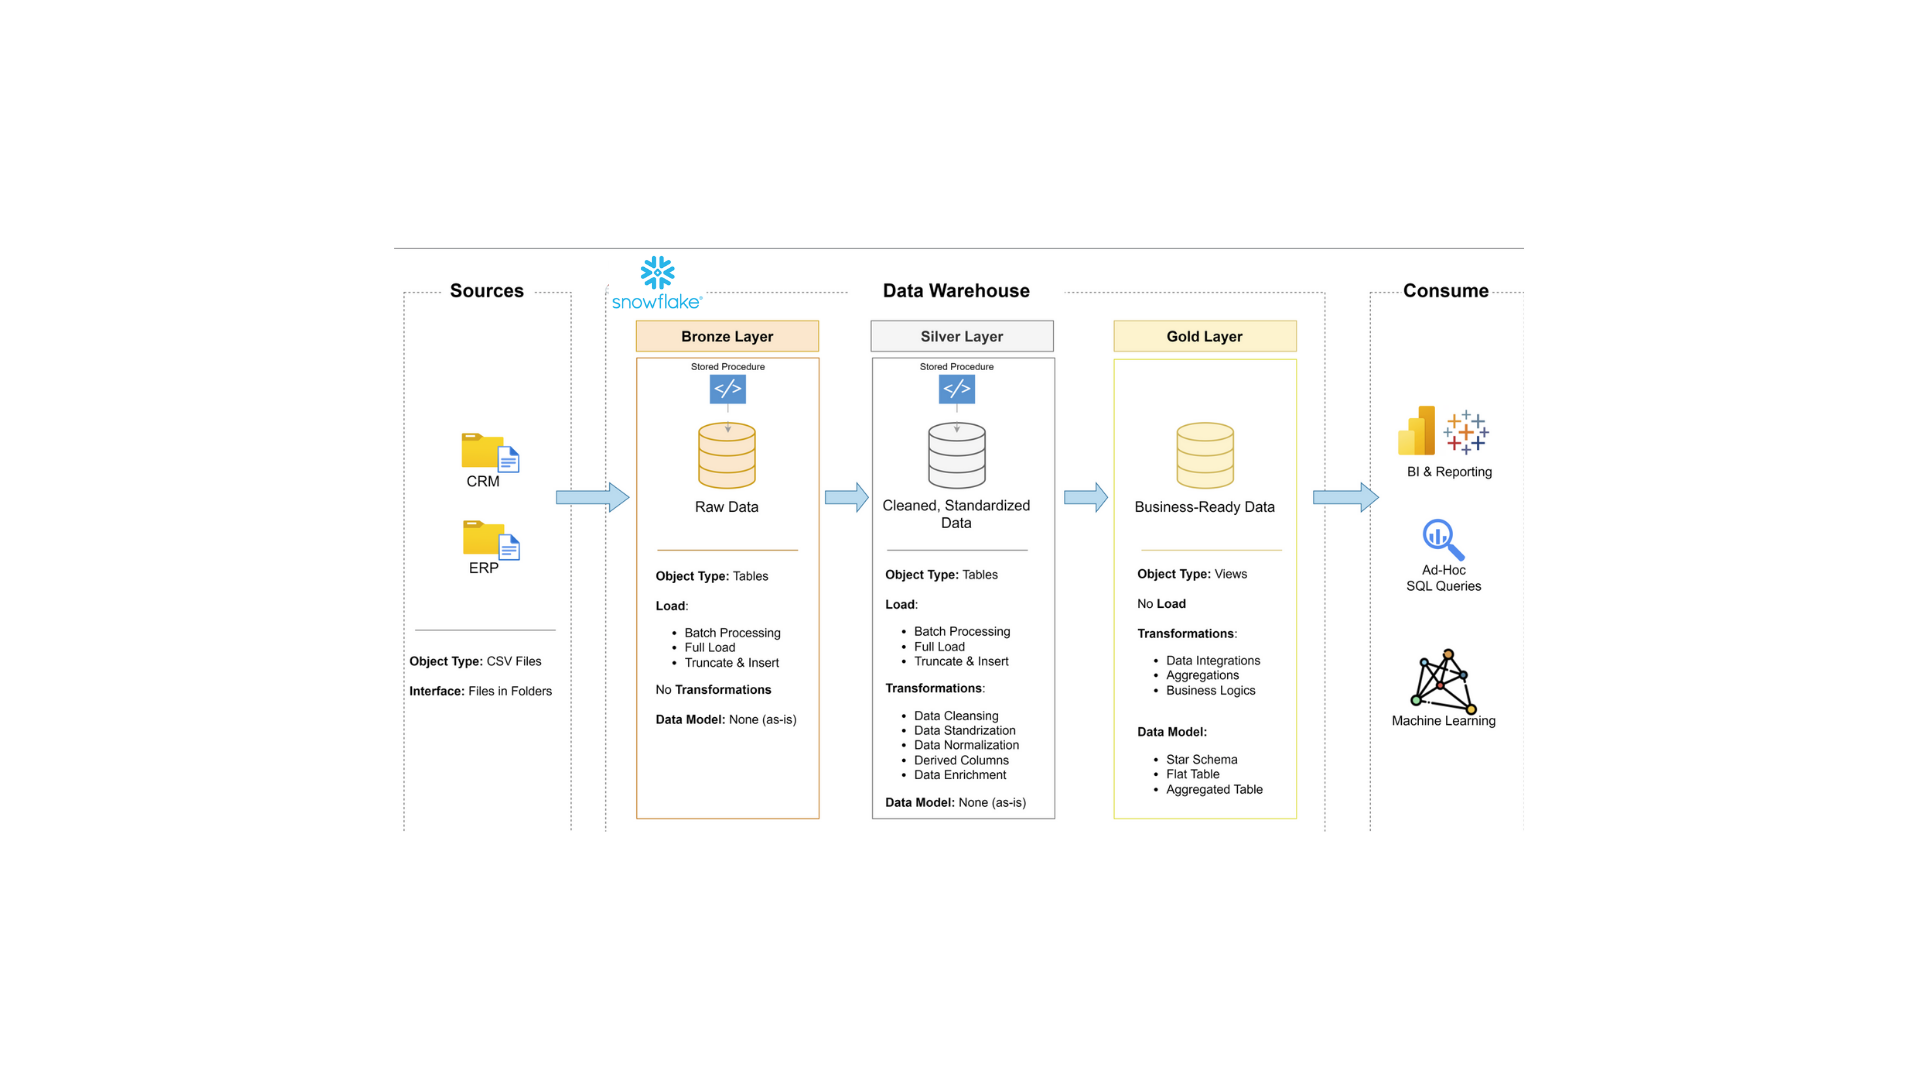 Sources
CRM
ERP
Object Type: CSV Files
Interface: Files in Folders
snowflake®
Data Warehouse
Bronze Layer
Stored Procedure
</>
Raw Data
Object Type: Tables
Load:
• Batch Processing
• Full Load
• Truncate & Insert
No Transformations
Data Model: None (as-is)
Silver Layer
Stored Procedure
</>
Cleaned, Standardized
Data
Object Type: Tables
Load:
• Batch Processing
• Full Load
• Truncate & Insert
Transformations:
• Data Cleansing
• Data Standrization
• Data Normalization
• Derived Columns
• Data Enrichment
Data Model: None (as-is)
Gold Layer
Business-Ready Data
Object Type: Views
No Load
Transformations:
• Data Integrations
• Aggregations
• Business Logics
Data Model:
• Star Schema
• Flat Table
• Aggregated Table
Consume
BI & Reporting
Ad-Hoc
SQL Queries
Machine Learning